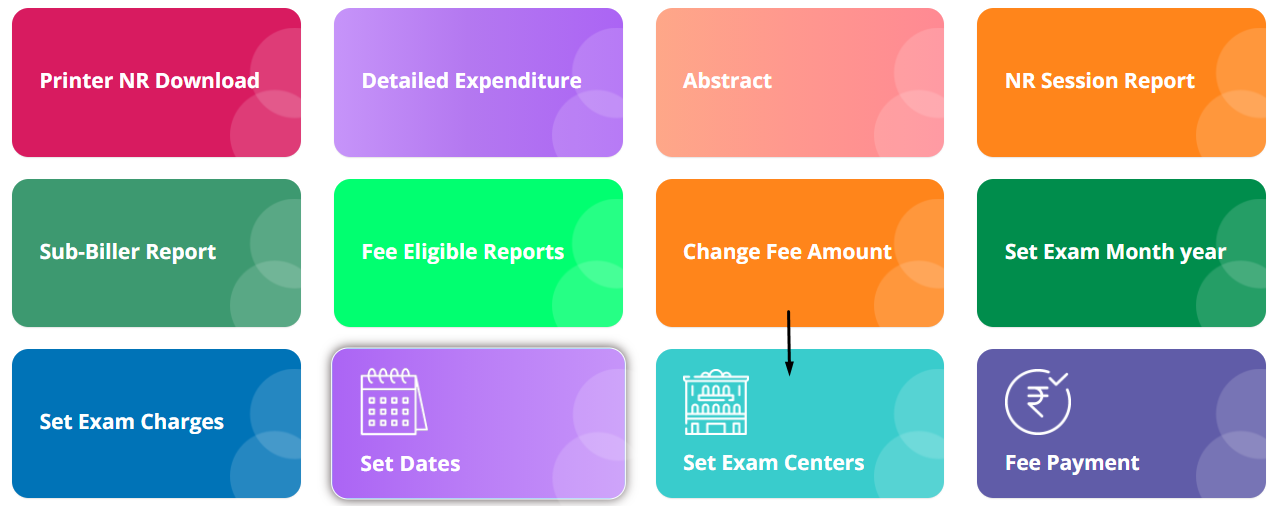 Printer NR Download
Detailed Expenditure
Abstract
NR Session Report
Sub-Biller Report
Fee Eligible Reports
Change Fee Amount
Set Exam Month year
Set Exam Charges
Set Dates
Set Exam Centers
Fee Payment